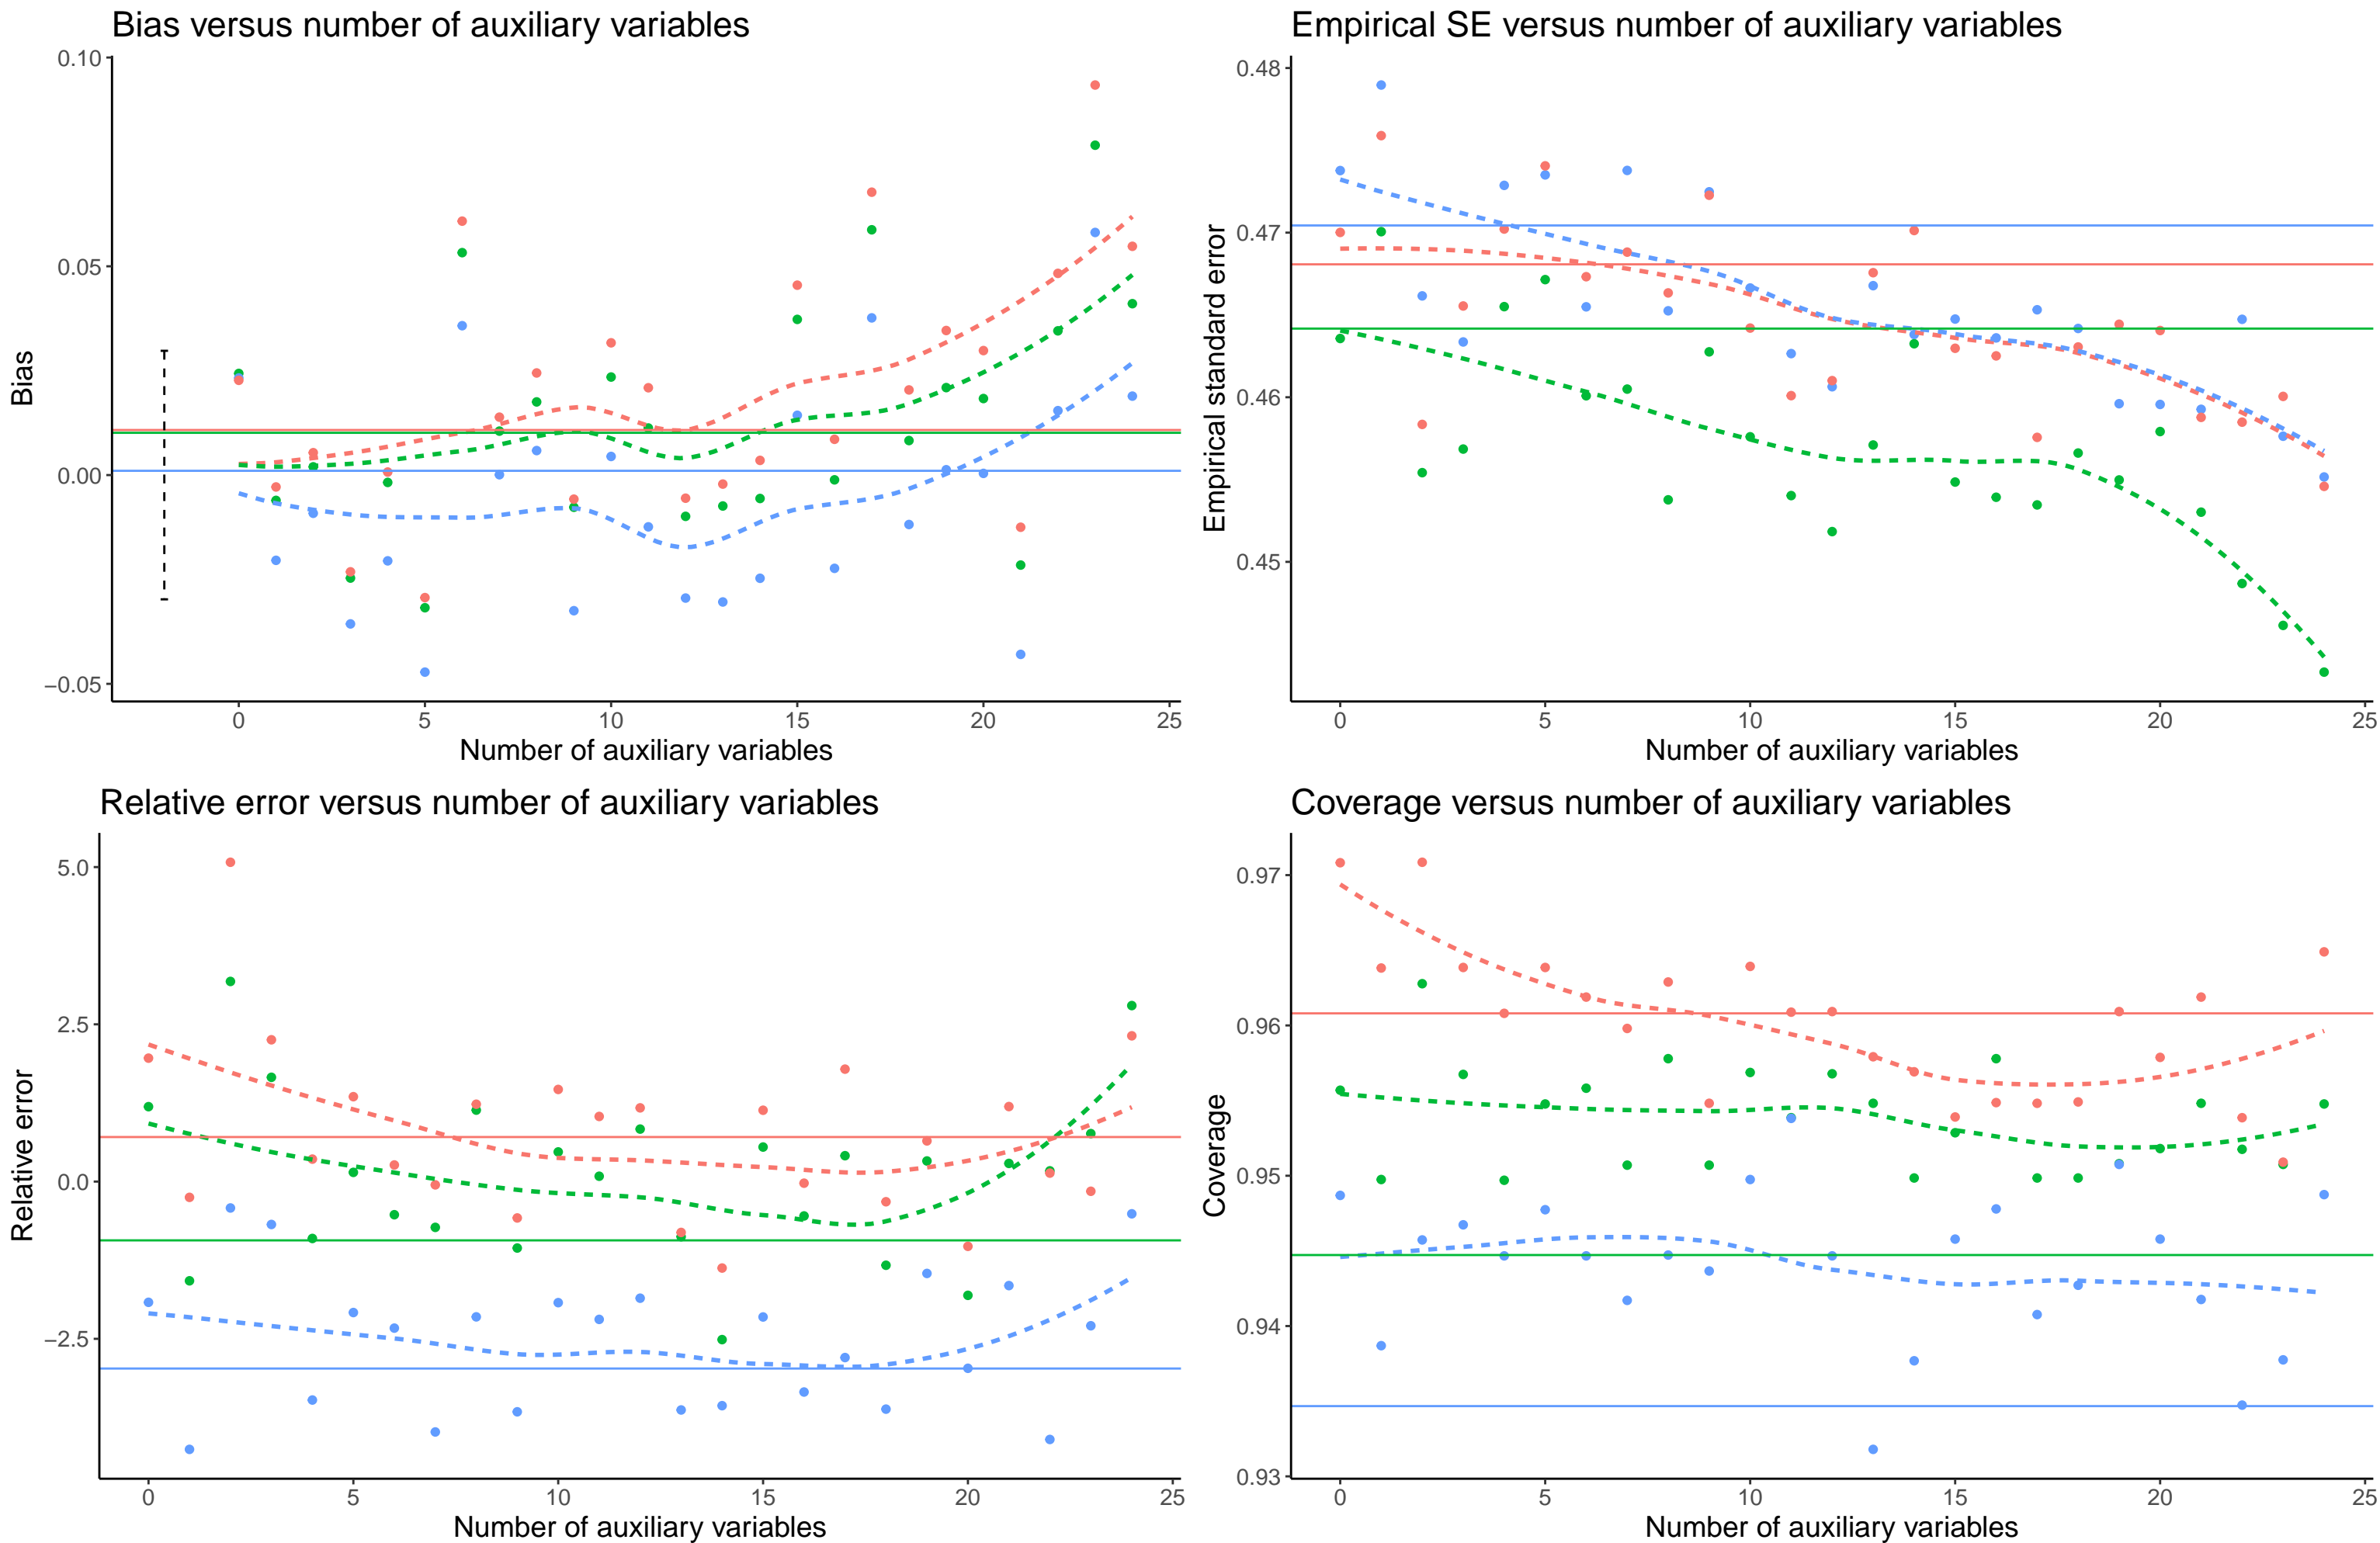 Bias versus number of auxiliary variables
0.10
0.05
0.00
−0.05
Bias
0 5 10 15 20 25
Number of auxiliary variables
Empirical SE versus number of auxiliary variables
0.48
0.47
0.46
0.45
Empirical standard error
0 5 10 15 20 25
Number of auxiliary variables
Relative error versus number of auxiliary variables
5.0
2.5
0.0
−2.5
Relative error
0 5 10 15 20 25
Number of auxiliary variables
Coverage versus number of auxiliary variables
0.97
0.96
0.95
0.94
0.93
Coverage
0 5 10 15 20 25
Number of auxiliary variables